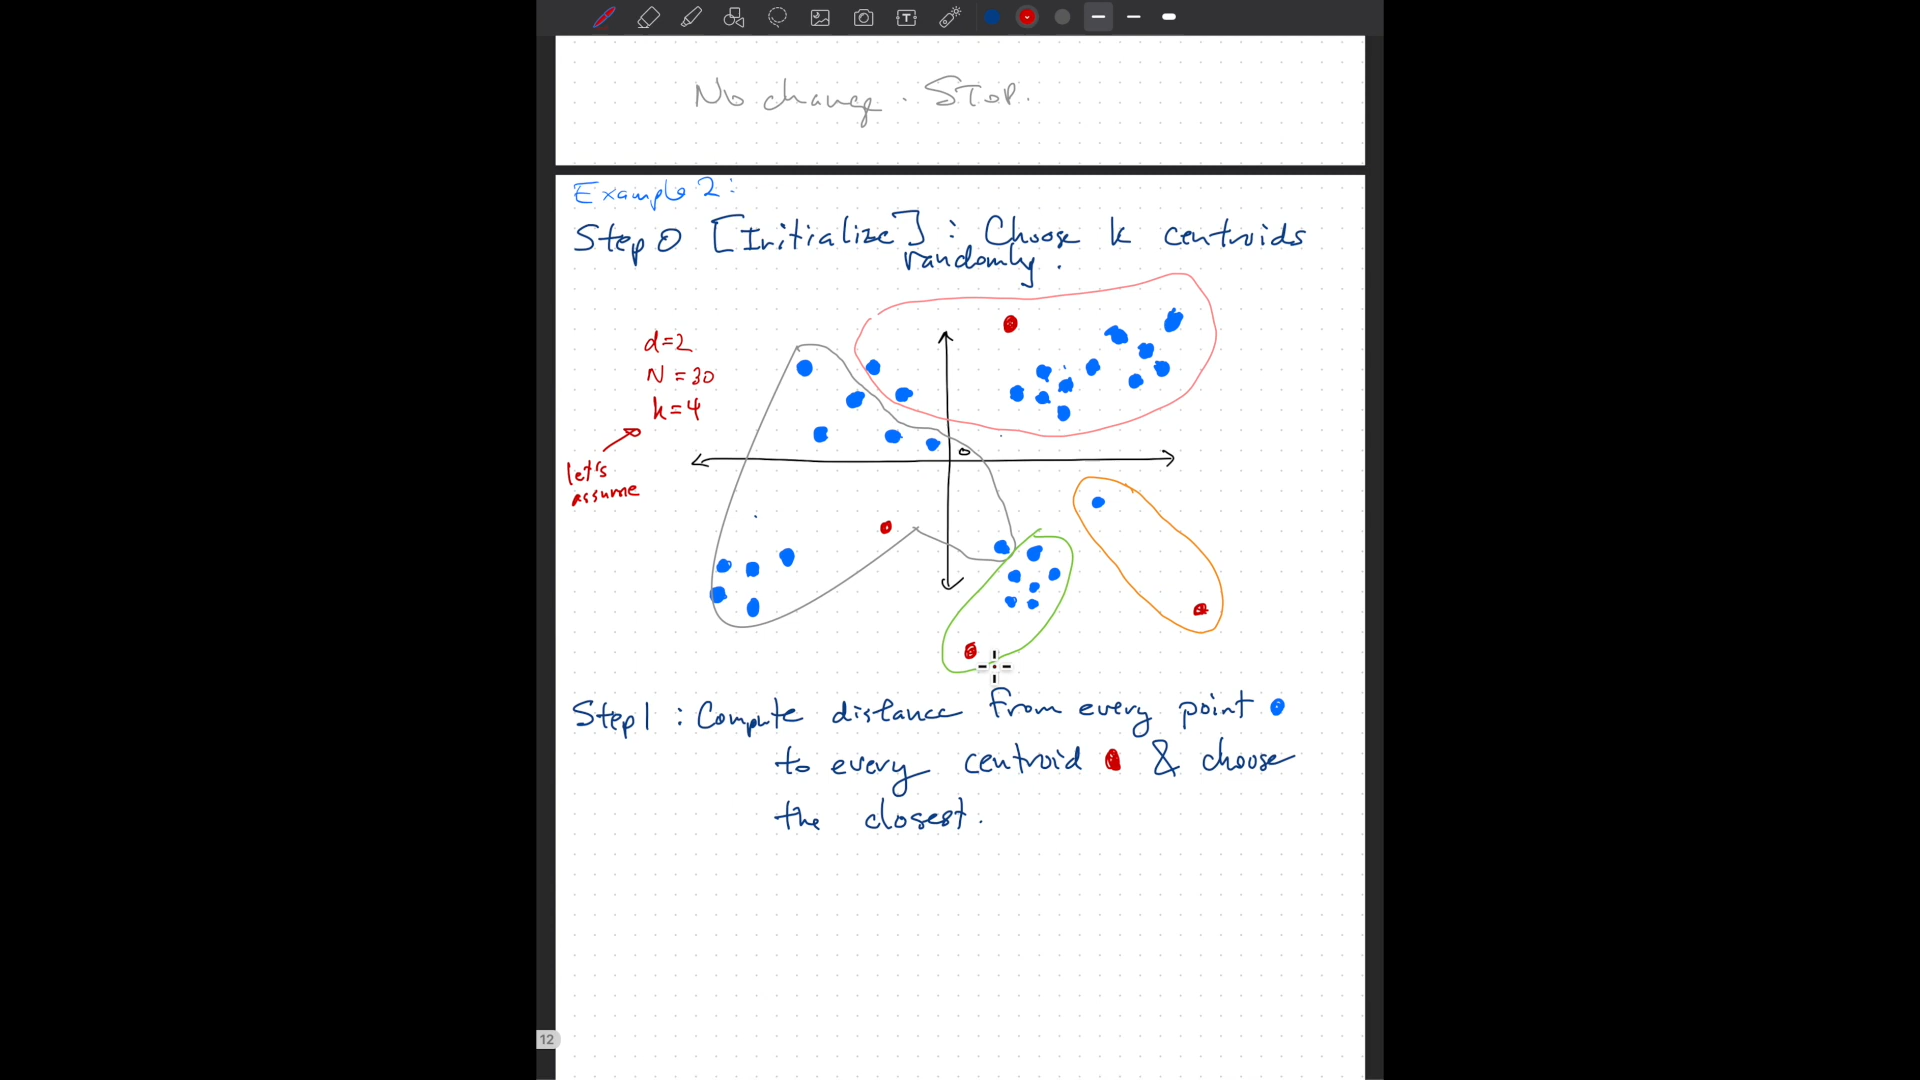 No change. STOP.
Example 2:
Step 0 [Initialize] : Choose k centroids
randomly.
d=2
N = 30
k=4
let's
assume
0
Step 1 : Compute distance from every point
to every centroid & choose
the closest.
12